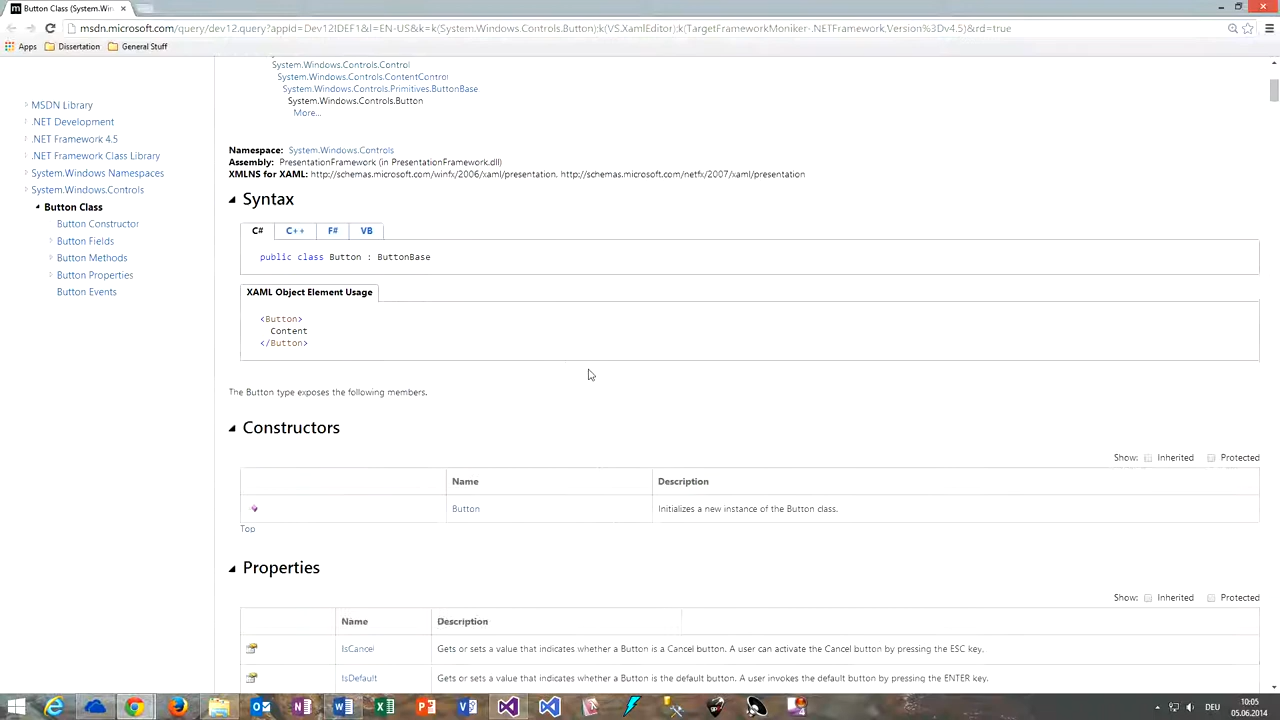 Button Class (System.Win
msdn.microsoft.com/query/dev12.query?appId=Dev12IDEF1&l=EN-US&k=k(System.Windows.Controls.Button);k(VS.XamlEditor);k(TargetFrameworkMoniker-.NETFramework,Version%3Dv4.5)&rd=true
Apps Dissertation General Stuff
System.Windows.Controls.Control
System.Windows.Controls.ContentControl
System.Windows.Controls.Primitives.ButtonBase
System.Windows.Controls.Button
More...
MSDN Library
.NET Development
.NET Framework 4.5
.NET Framework Class Library
System.Windows Namespaces
System.Windows.Controls
Button Class
Button Constructor
Button Fields
Button Methods
Button Properties
Button Events
Namespace: System.Windows.Controls
Assembly: PresentationFramework (in PresentationFramework.dll)
XMLNS for XAML: http://schemas.microsoft.com/winfx/2006/xaml/presentation, http://schemas.microsoft.com/netfx/2007/xaml/presentation
Syntax
C# C++ F# VB
public class Button : ButtonBase
XAML Object Element Usage
<Button>
Content
</Button>
The Button type exposes the following members.
Constructors
Show: Inherited Protected
Name Description
Button Initializes a new instance of the Button class.
Top
Properties
Show: Inherited Protected
Name Description
IsCancel Gets or sets a value that indicates whether a Button is a Cancel button. A user can activate the Cancel button by pressing the ESC key.
IsDefault Gets or sets a value that indicates whether a Button is the default button. A user invokes the default button by pressing the ENTER key.
DEU
10:05
05.06.2014